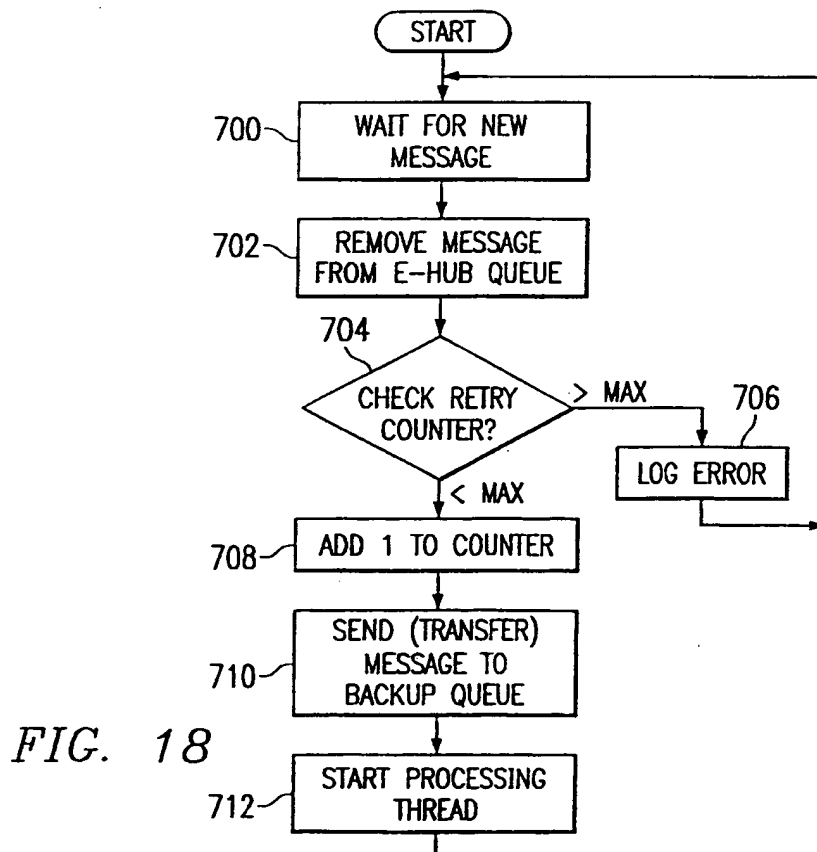 START
700
WAIT FOR NEW
MESSAGE
702
REMOVE MESSAGE
FROM E-HUB QUEUE
704
CHECK RETRY
COUNTER?
> MAX
706
LOG ERROR
< MAX
708
ADD 1 TO COUNTER
710
SEND (TRANSFER)
MESSAGE TO
BACKUP QUEUE
FIG. 18
712
START PROCESSING
THREAD